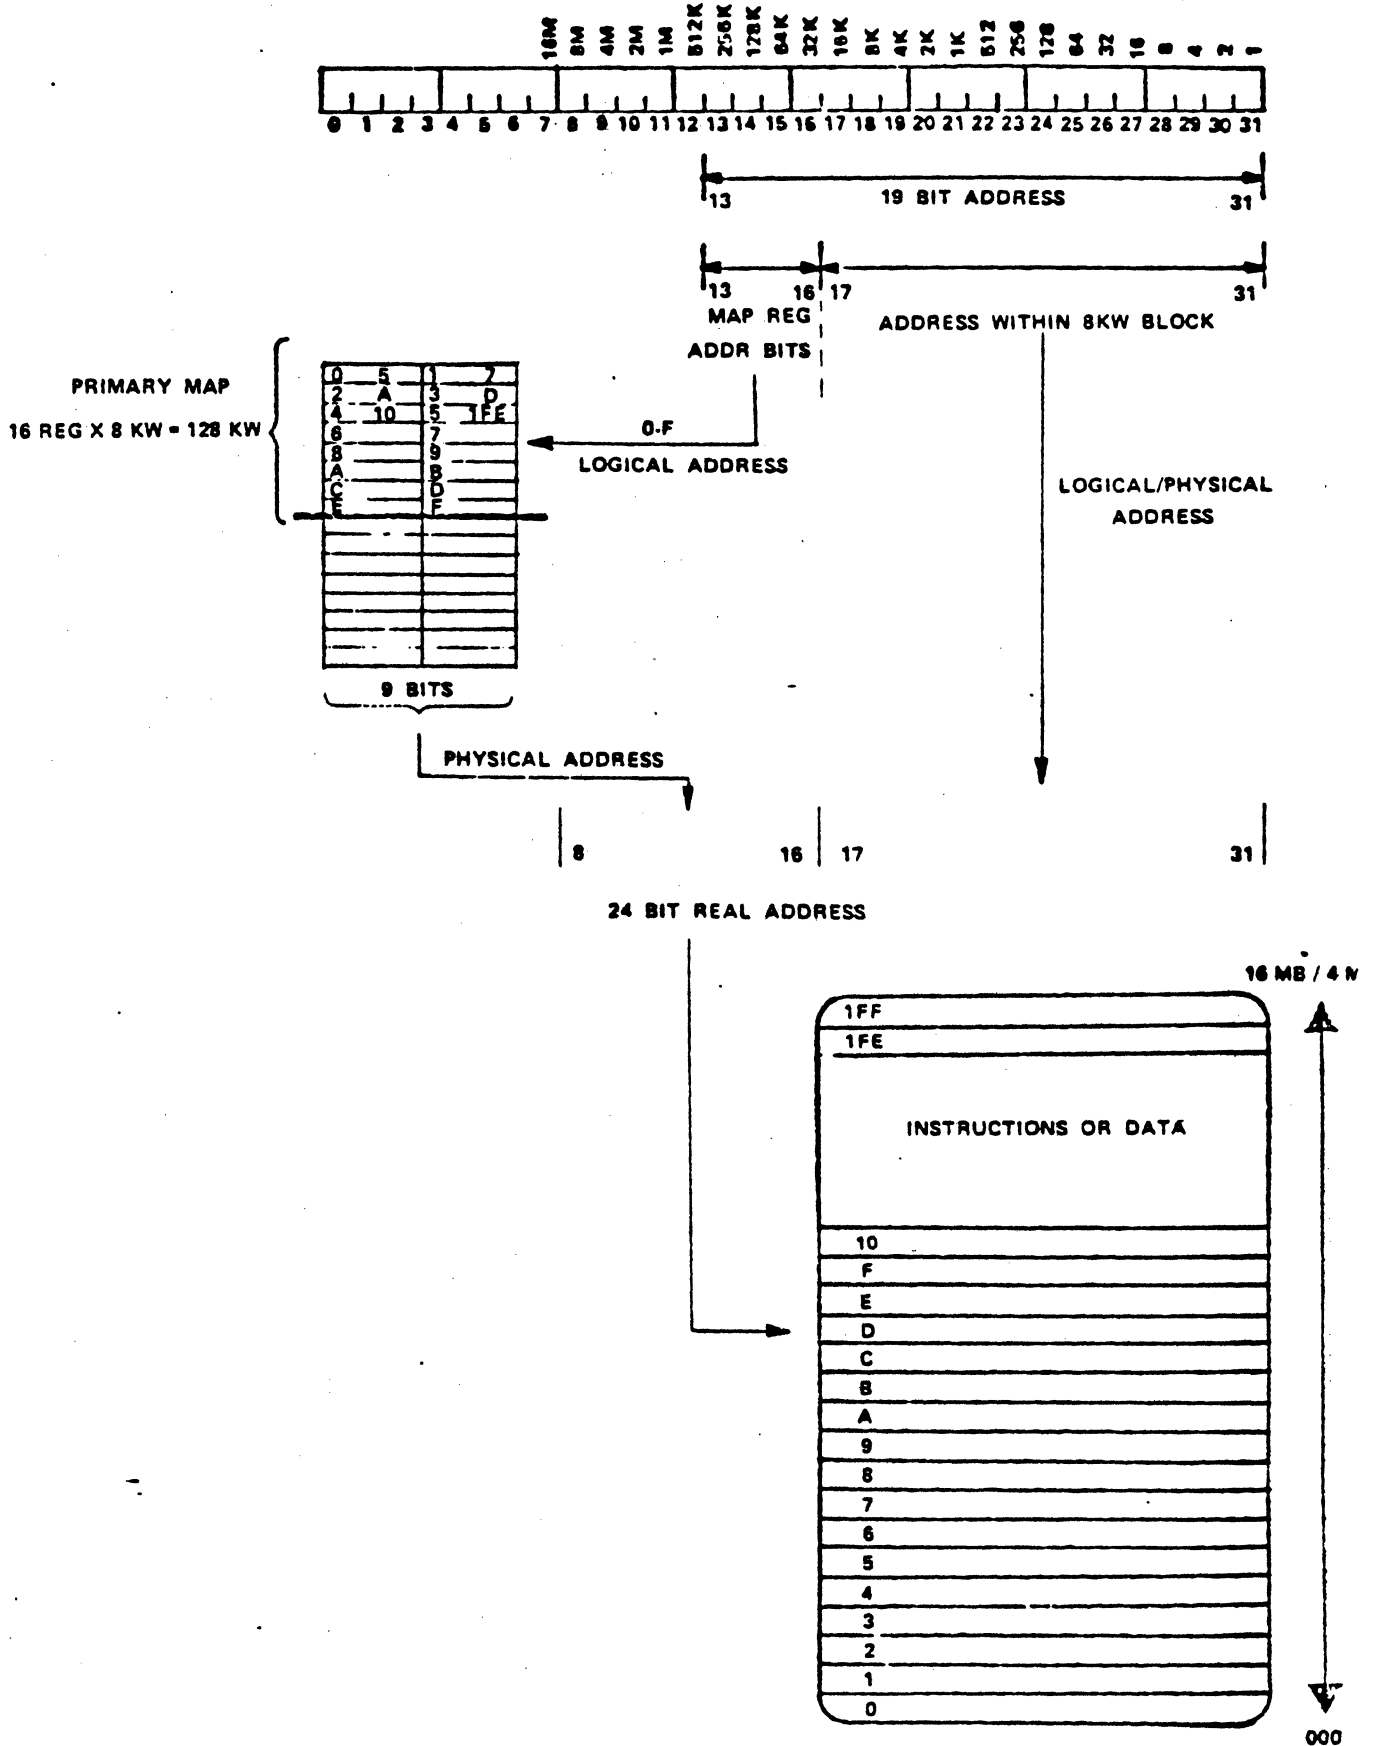 16M 8M 4M 2M 1M 512K 256K 128K 64K 32K 16K 8K 4K 2K 1K 512 256 128 64 32 16 8 4 2 1
0 1 2 3 4 5 6 7 8 9 10 11 12 13 14 15 16 17 18 19 20 21 22 23 24 25 26 27 28 29 30 31
13 19 BIT ADDRESS 31
13 16 17 31
MAP REG
ADDR BITS
ADDRESS WITHIN 8KW BLOCK
PRIMARY MAP
16 REG X 8 KW = 128 KW
0 5 1 7
2 A 3 D
4 10 5 1FE
6 7
8 9
A B
C D
E F
0-F
LOGICAL ADDRESS
LOGICAL/PHYSICAL
ADDRESS
9 BITS
PHYSICAL ADDRESS
8 16 17 31
24 BIT REAL ADDRESS
16 MB / 4
1FF
1FE
INSTRUCTIONS OR DATA
10
F
E
D
C
B
A
9
8
7
6
5
4
3
2
1
0
000